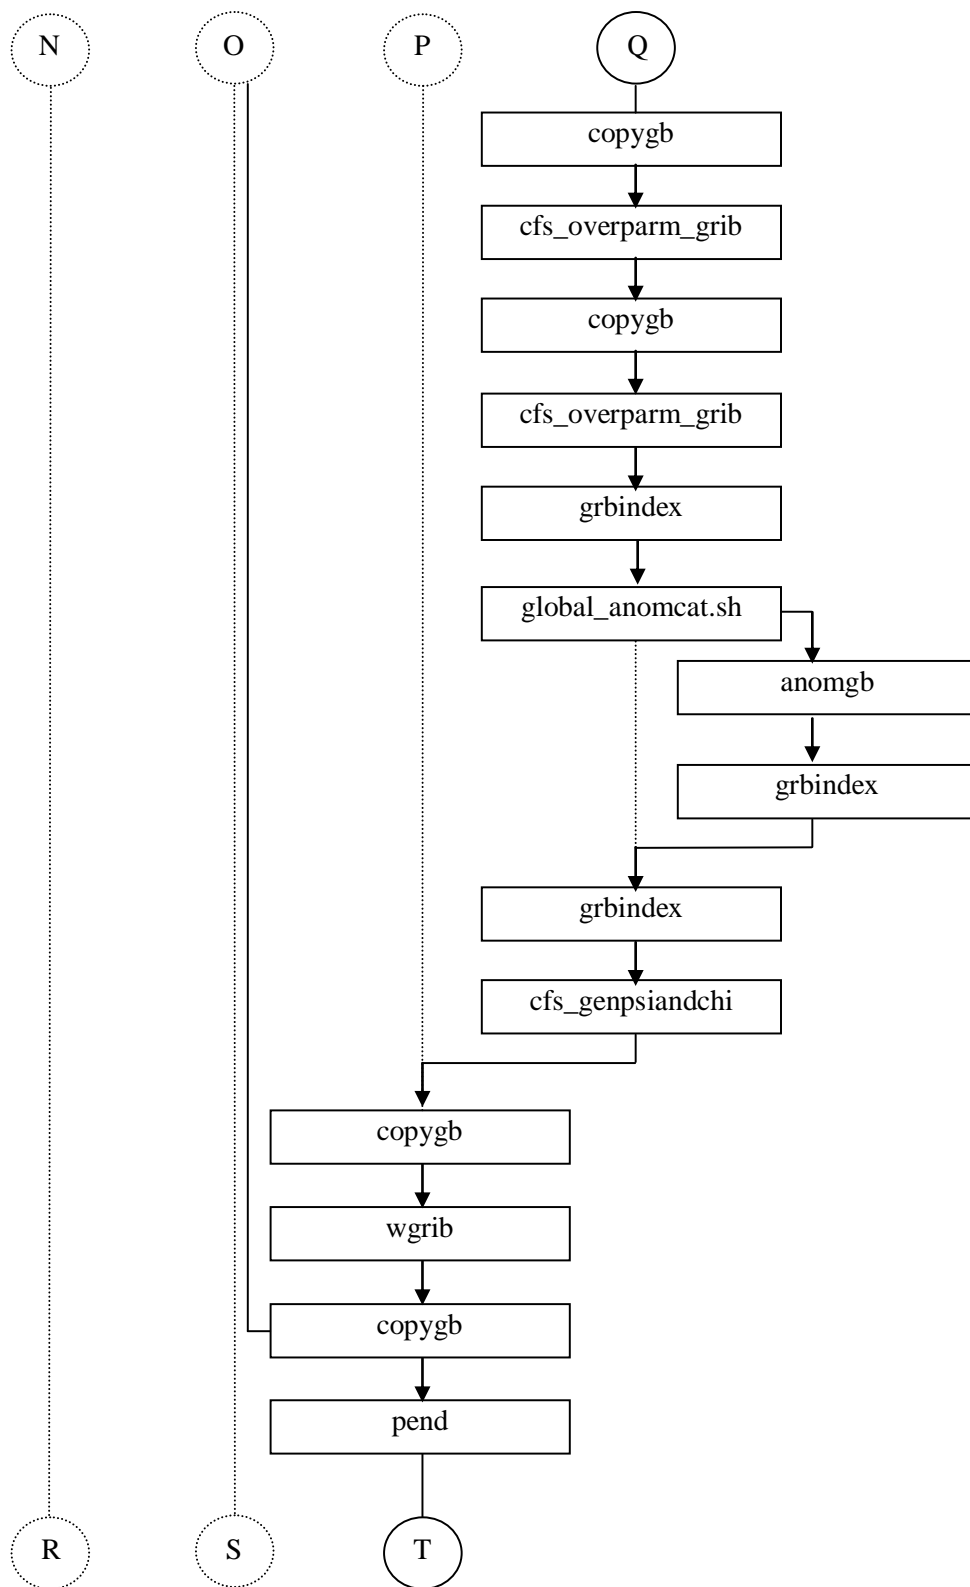 N O P Q
copygb
cfs_overparm_grib
copygb
cfs_overparm_grib
grbindex
global_anomcat.sh
anomgb
grbindex
grbindex
cfs_genpsiandchi
copygb
wgrib
copygb
pend
R S T